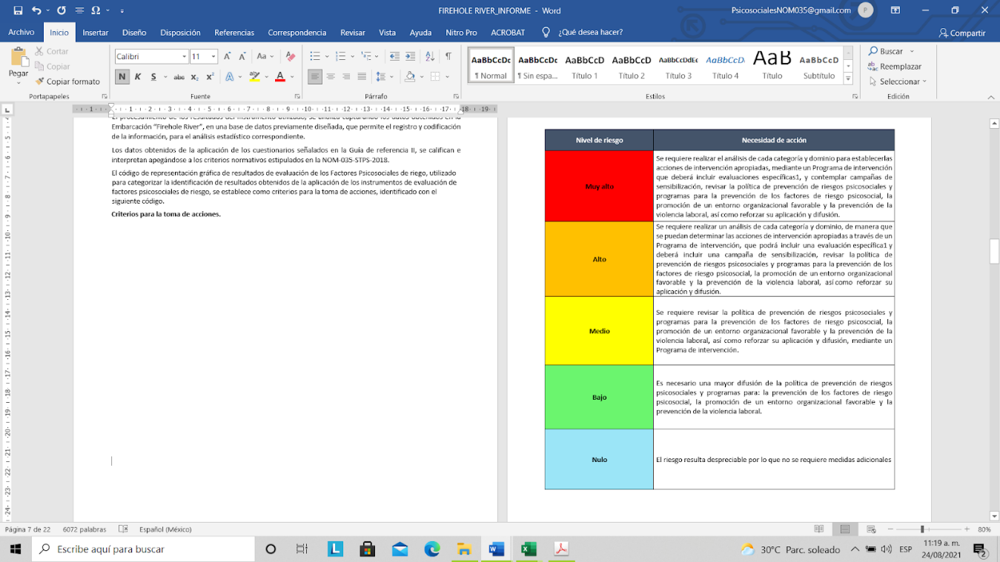 FIREHOLE RIVER_INFORME - Word
PsicosocialesNOM035@gmail.com
P
Archivo
Inicio
Insertar
Diseño
Disposición
Referencias
Correspondencia
Revisar
Vista
Ayuda
Nitro Pro
ACROBAT
¿Qué desea hacer?
Compartir
Pegar
Cortar
Copiar
Copiar formato
Portapapeles
Calibri
11
N K S abc x₂ x²
Fuente
Párrafo
AaBbCcDc
¶ Normal
AaBbCcDc
¶ Sin espa...
AaBbCcD
Título 1
AaBbCcD
Título 2
AaBbCcDdEe
Título 3
AaBbCcD
Título 4
AaB
Título
AaBbCcD
Subtítulo
Estilos
Buscar
Reemplazar
Seleccionar
Edición
El procesamiento de los resultados del instrumento utilizado, se analiza capturando los datos obtenidos en la
Embarcación “Firehole River”, en una base de datos previamente diseñada, que permite el registro y codificación
de la información, para el análisis estadístico correspondiente.
Los datos obtenidos de la aplicación de los cuestionarios señalados en la Guía de referencia II, se califican e
interpretan apegándose a los criterios normativos estipulados en la NOM-035-STPS-2018.
El código de representación gráfica de resultados de evaluación de los Factores Psicosociales de riego, utilizado
para categorizar la identificación de resultados obtenidos de la aplicación de los instrumentos de evaluación de
factores psicosociales de riesgo, se establece como criterios para la toma de acciones, identificado con el
siguiente código.
Criterios para la toma de acciones.
Nivel de riesgo
Necesidad de acción
Muy alto
Se requiere realizar el análisis de cada categoría y dominio para establecerlas
acciones de intervención apropiadas, mediante un Programa de intervención
que deberá incluir evaluaciones específicas1, y contemplar campañas de
sensibilización, revisar la política de prevención de riesgos psicosociales y
programas para la prevención de los factores de riesgo psicosocial, la
promoción de un entorno organizacional favorable y la prevención de la
violencia laboral, así como reforzar su aplicación y difusión.
Alto
Se requiere realizar un análisis de cada categoría y dominio, de manera que
se puedan determinar las acciones de intervención apropiadas a través de un
Programa de intervención, que podrá incluir una evaluación específica1 y
deberá incluir una campaña de sensibilización, revisar la política de
prevención de riesgos psicosociales y programas para la prevención de los
factores de riesgo psicosocial, la promoción de un entorno organizacional
favorable y la prevención de la violencia laboral, así como reforzar su
aplicación y difusión.
Medio
Se requiere revisar la política de prevención de riesgos psicosociales y
programas para la prevención de los factores de riesgo psicosocial, la
promoción de un entorno organizacional favorable y la prevención de la
violencia laboral, así como reforzar su aplicación y difusión, mediante un
Programa de intervención.
Bajo
Es necesario una mayor difusión de la política de prevención de riesgos
psicosociales y programas para: la prevención de los factores de riesgo
psicosocial, la promoción de un entorno organizacional favorable y la
prevención de la violencia laboral.
Nulo
El riesgo resulta despreciable por lo que no se requiere medidas adicionales
Página 7 de 22
6072 palabras
Español (México)
80%
Escribe aquí para buscar
30°C Parc. soleado
ESP
11:19 a. m.
24/08/2021
2